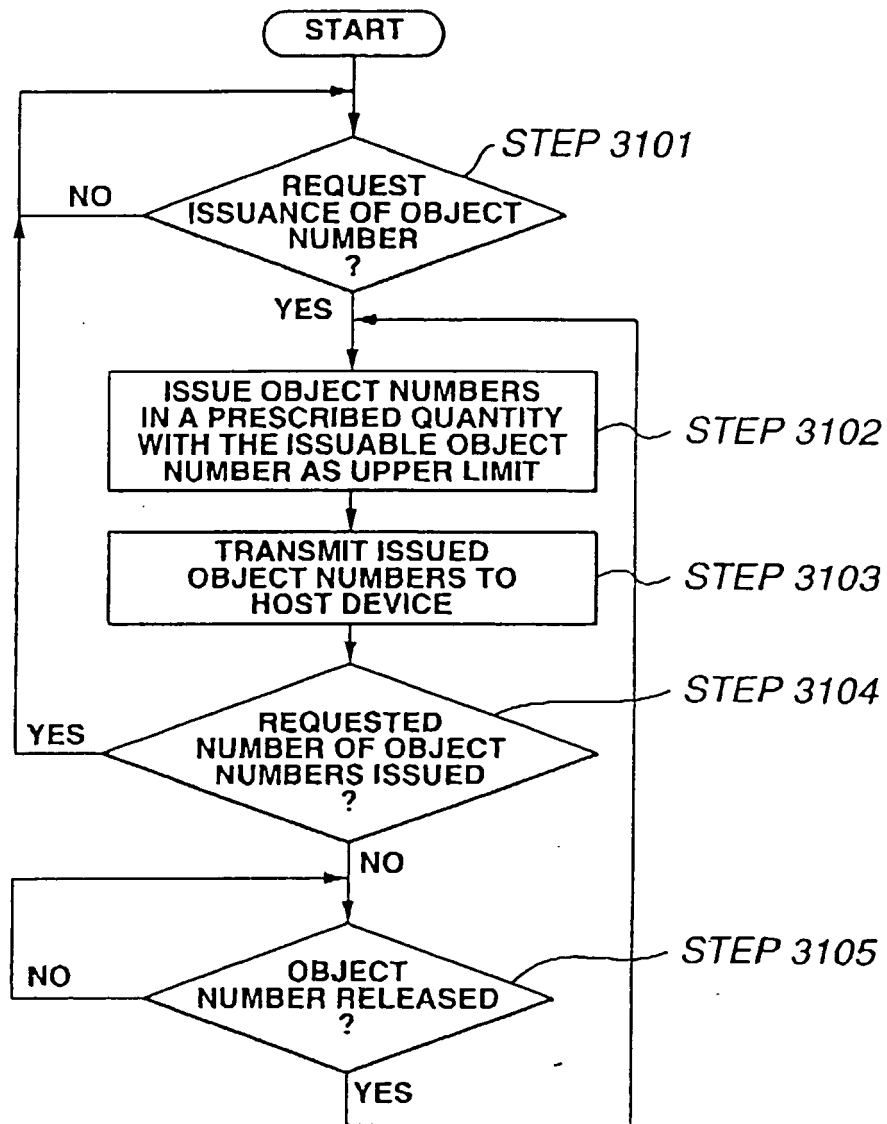 START
STEP 3101
REQUEST
ISSUANCE OF OBJECT
NUMBER
?
NO
YES
ISSUE OBJECT NUMBERS
IN A PRESCRIBED QUANTITY
WITH THE ISSUABLE OBJECT
NUMBER AS UPPER LIMIT
STEP 3102
TRANSMIT ISSUED
OBJECT NUMBERS TO
HOST DEVICE
STEP 3103
STEP 3104
REQUESTED
NUMBER OF OBJECT
NUMBERS ISSUED
?
YES
NO
STEP 3105
OBJECT
NUMBER RELEASED
?
NO
YES